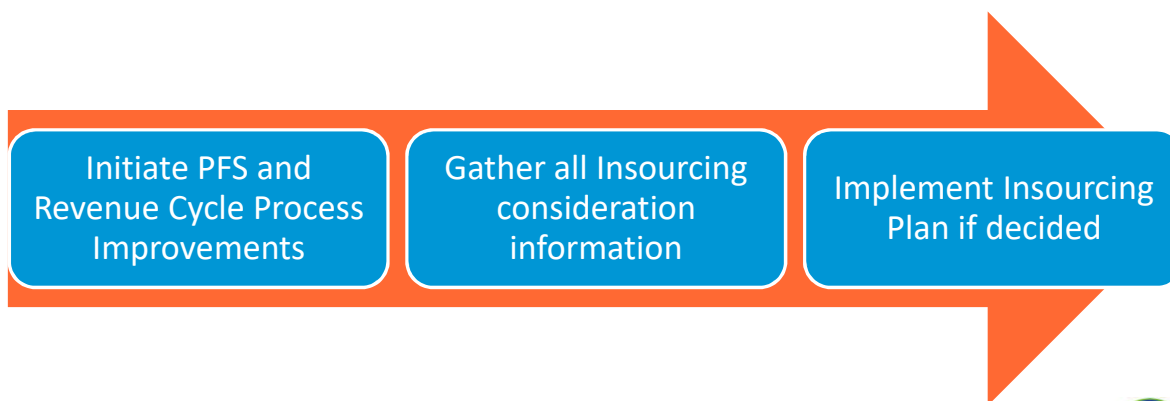 Initiate PFS and
Revenue Cycle Process
Improvements
Gather all Insourcing
consideration
information
Implement Insourcing
Plan if decided